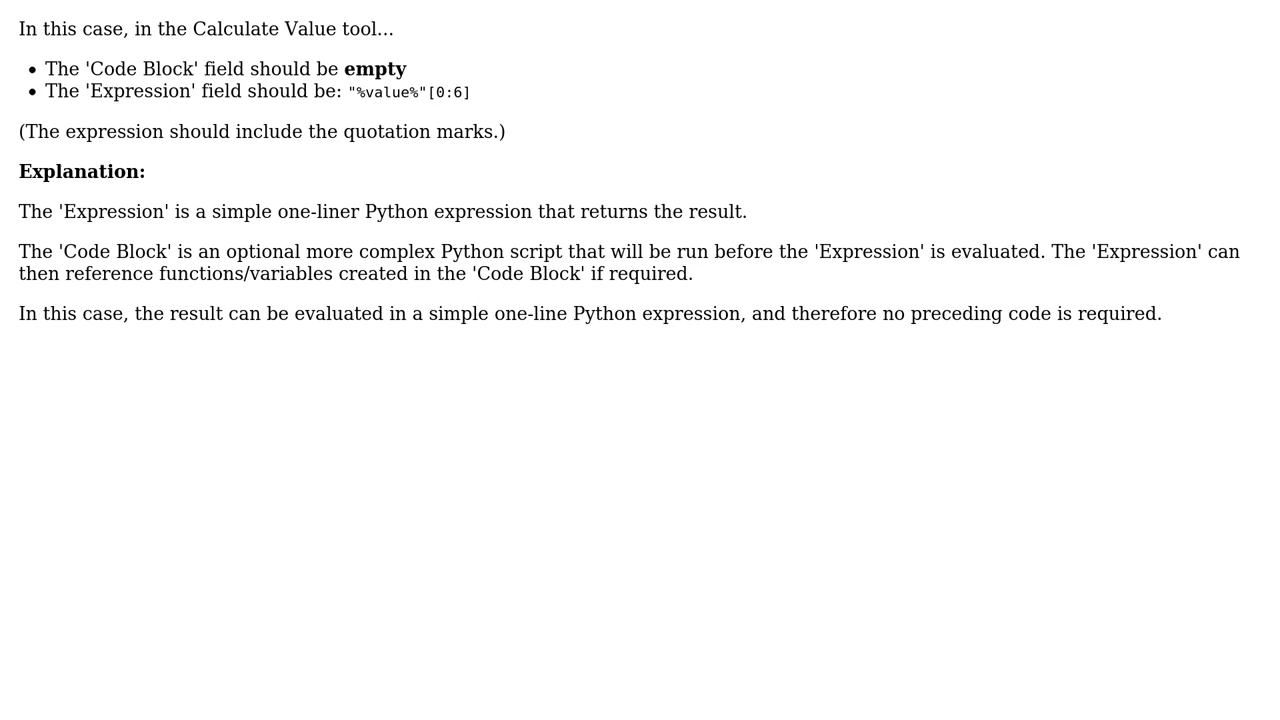 In this case, in the Calculate Value tool...
• The 'Code Block' field should be empty
• The 'Expression' field should be: "%value%"[0:6]
(The expression should include the quotation marks.)
Explanation:
The 'Expression' is a simple one-liner Python expression that returns the result.
The 'Code Block' is an optional more complex Python script that will be run before the 'Expression' is evaluated. The 'Expression' can
then reference functions/variables created in the 'Code Block' if required.
In this case, the result can be evaluated in a simple one-line Python expression, and therefore no preceding code is required.